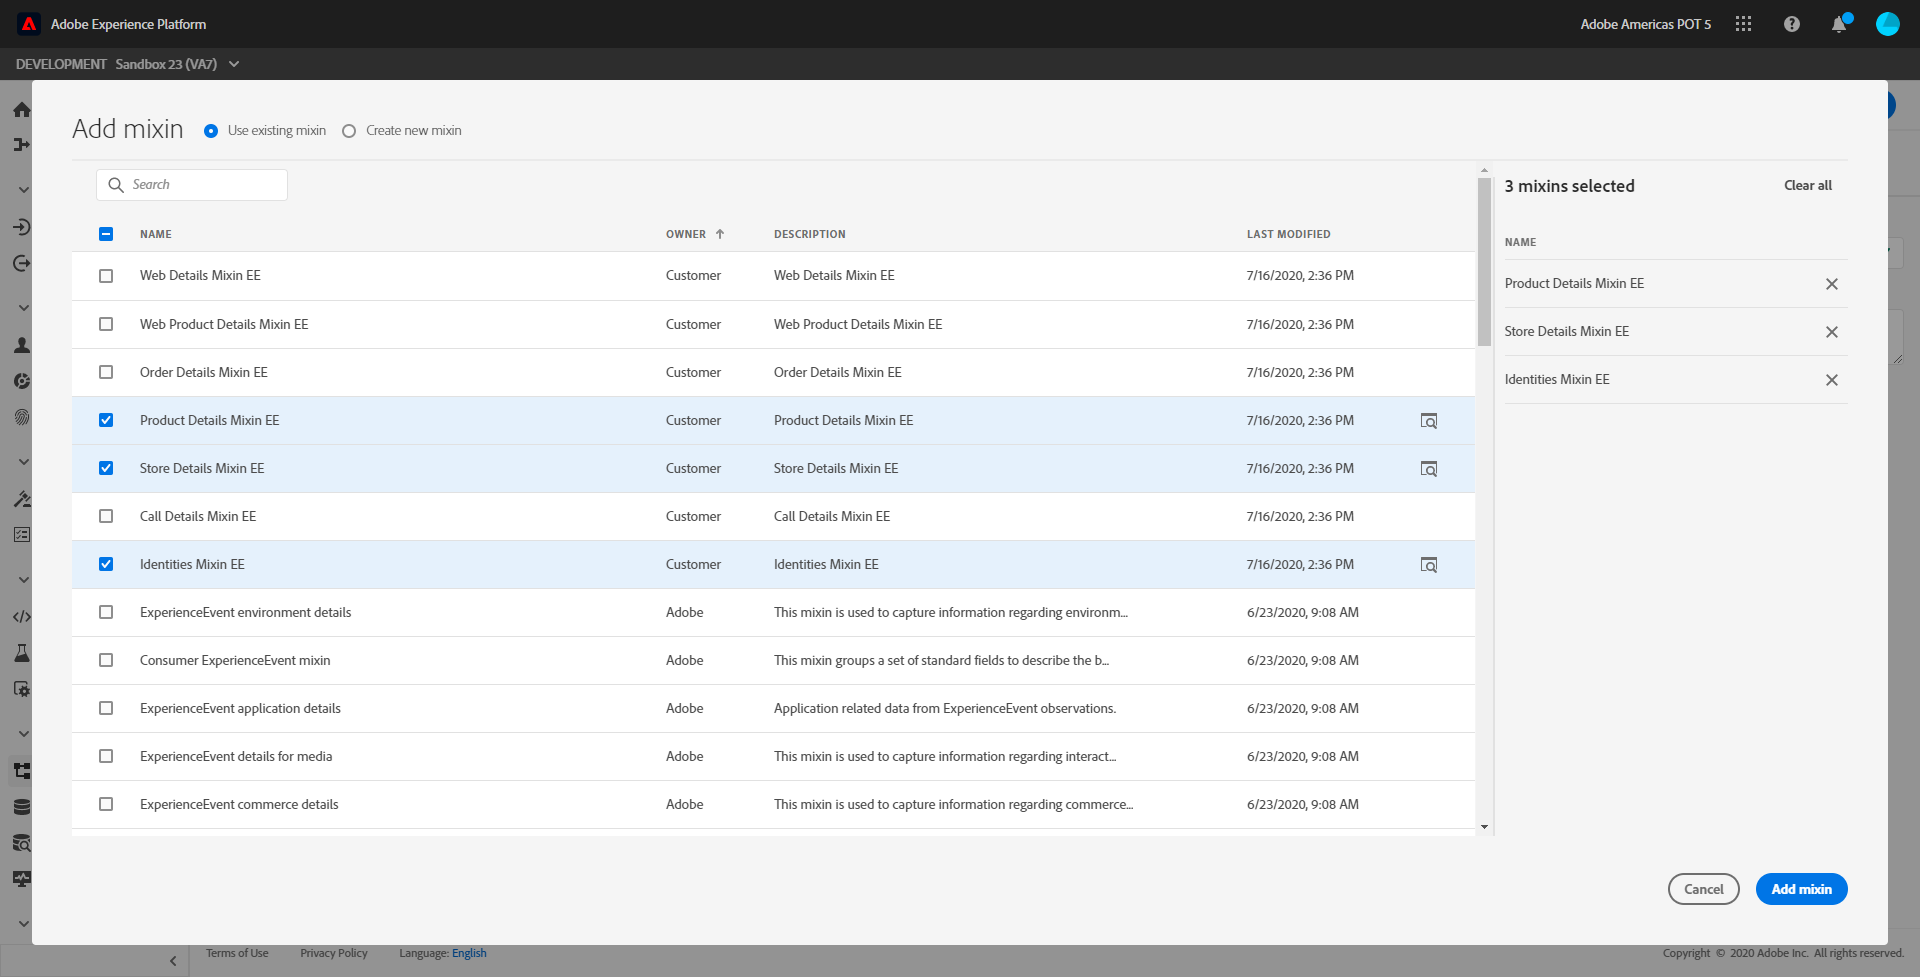 Adobe Experience Platform
Adobe Americas POT 5
DEVELOPMENT Sandbox 23 (VA7)
Add mixin Use existing mixin Create new mixin
Search
3 mixins selected Clear all
NAME OWNER DESCRIPTION LAST MODIFIED
NAME
Web Details Mixin EE Customer Web Details Mixin EE 7/16/2020, 2:36 PM
Product Details Mixin EE
Web Product Details Mixin EE Customer Web Product Details Mixin EE 7/16/2020, 2:36 PM
Store Details Mixin EE
Order Details Mixin EE Customer Order Details Mixin EE 7/16/2020, 2:36 PM
Identities Mixin EE
Product Details Mixin EE Customer Product Details Mixin EE 7/16/2020, 2:36 PM
Store Details Mixin EE Customer Store Details Mixin EE 7/16/2020, 2:36 PM
Call Details Mixin EE Customer Call Details Mixin EE 7/16/2020, 2:36 PM
Identities Mixin EE Customer Identities Mixin EE 7/16/2020, 2:36 PM
ExperienceEvent environment details Adobe This mixin is used to capture information regarding environm... 6/23/2020, 9:08 AM
Consumer ExperienceEvent mixin Adobe This mixin groups a set of standard fields to describe the b... 6/23/2020, 9:08 AM
ExperienceEvent application details Adobe Application related data from ExperienceEvent observations. 6/23/2020, 9:08 AM
ExperienceEvent details for media Adobe This mixin is used to capture information regarding interact... 6/23/2020, 9:08 AM
ExperienceEvent commerce details Adobe This mixin is used to capture information regarding commerce... 6/23/2020, 9:08 AM
Cancel Add mixin
Terms of Use Privacy Policy Language: English Copyright © 2020 Adobe Inc. All rights reserved.